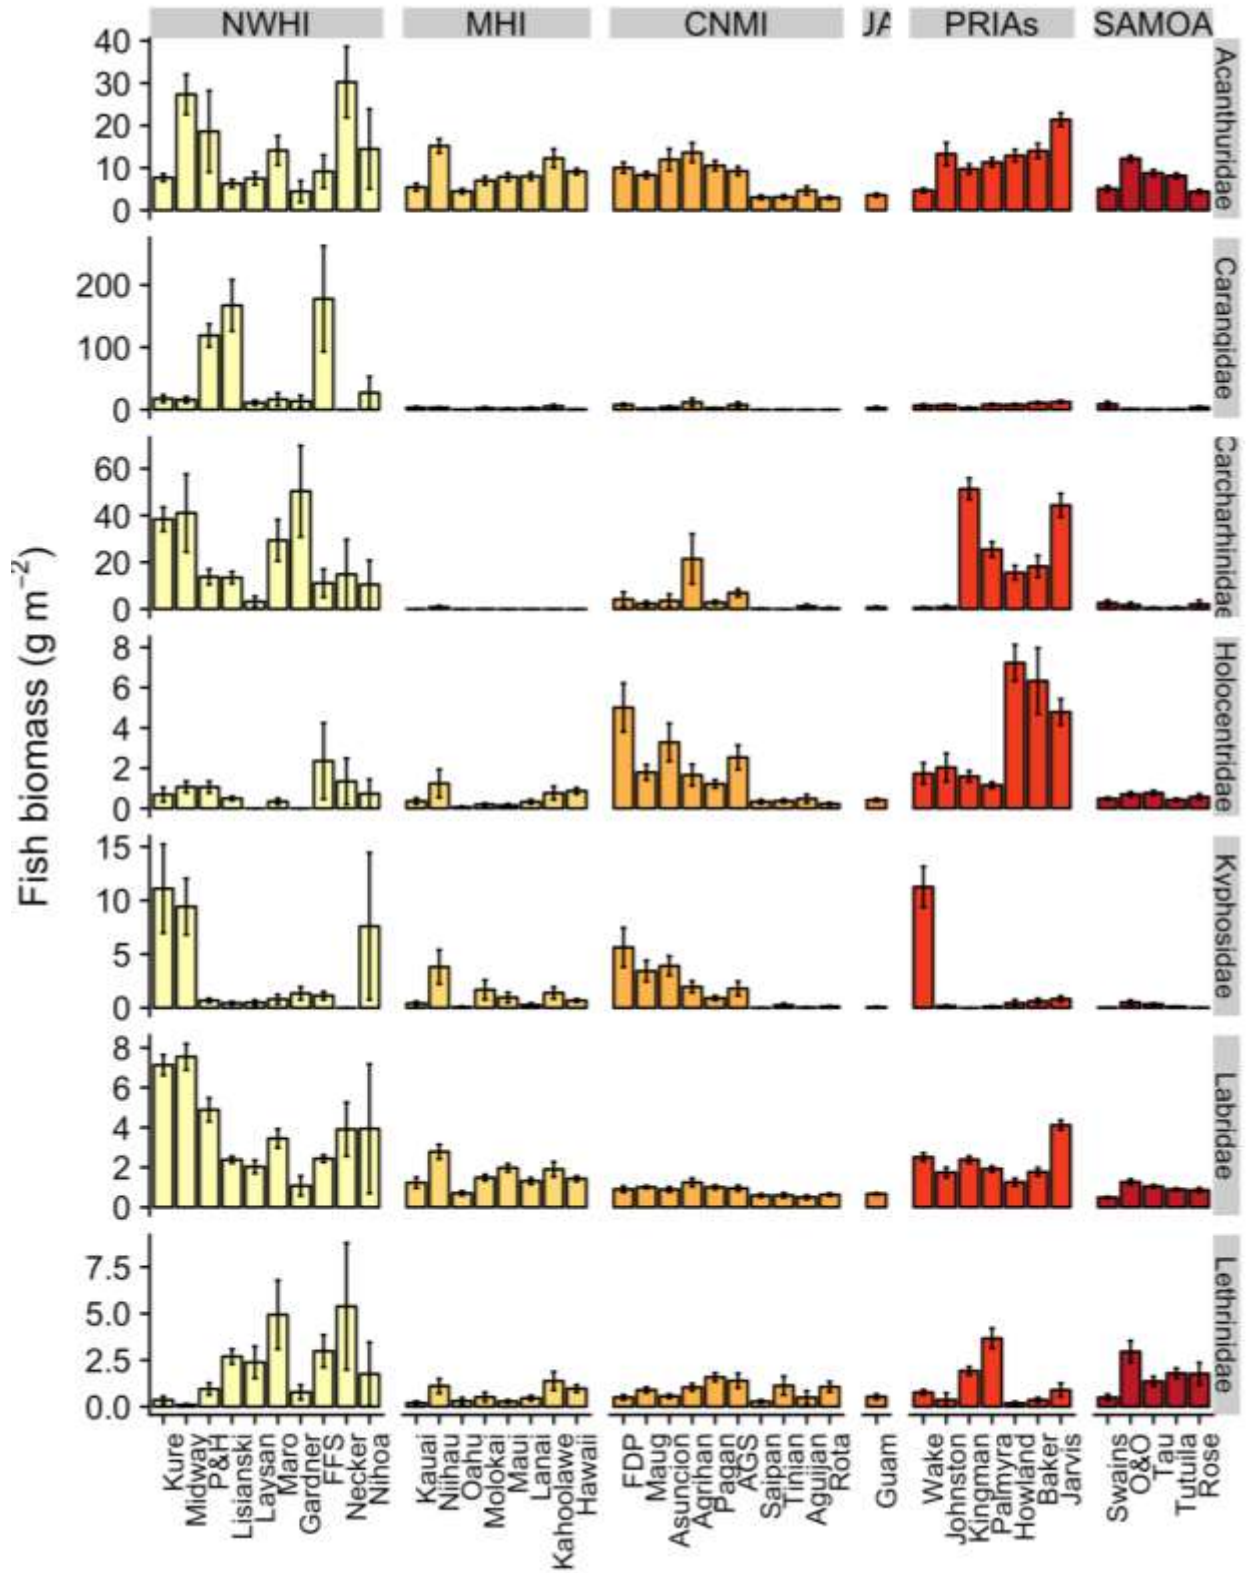 NWHI MHI CNMI JA PRIAs SAMOA
Fish biomass (g m⁻²)
40
30
20
10
0
Acanthuridae
200
100
0
Carangidae
60
40
20
0
Carcharhinidae
8
6
4
2
0
Holocentridae
15
10
5
0
Kyphosidae
8
6
4
2
0
Labridae
7.5
5.0
2.5
0.0
Lethrinidae
Kure
Midway
P&H
Lisianski
Laysan
Maro
Gardner
FFS
Necker
Nihoa
Kauai
Niihau
Oahu
Molokai
Maui
Lanai
Kahoolawe
Hawaii
FDP
Maug
Asuncion
Agrihan
Pagan
AGS
Saipan
Tinian
Aguijan
Rota
Guam
Wake
Johnston
Kingman
Palmyra
Howland
Baker
Jarvis
Swains
O&O
Tau
Tutuila
Rose